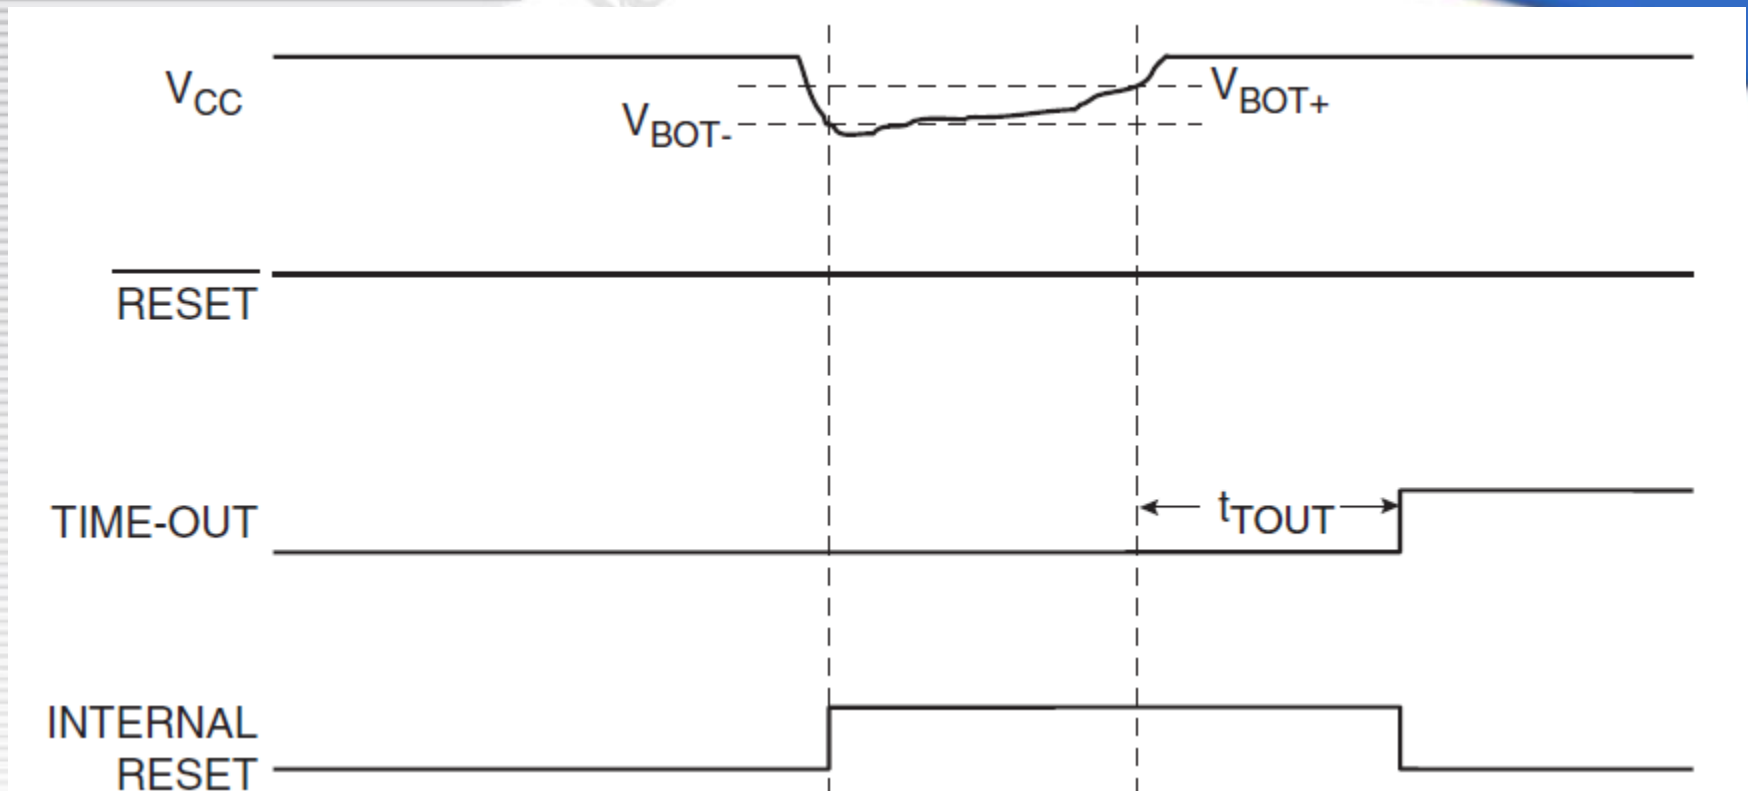 VCC
VBOT-
VBOT+
RESET
TIME-OUT
tTOUT
INTERNAL
RESET